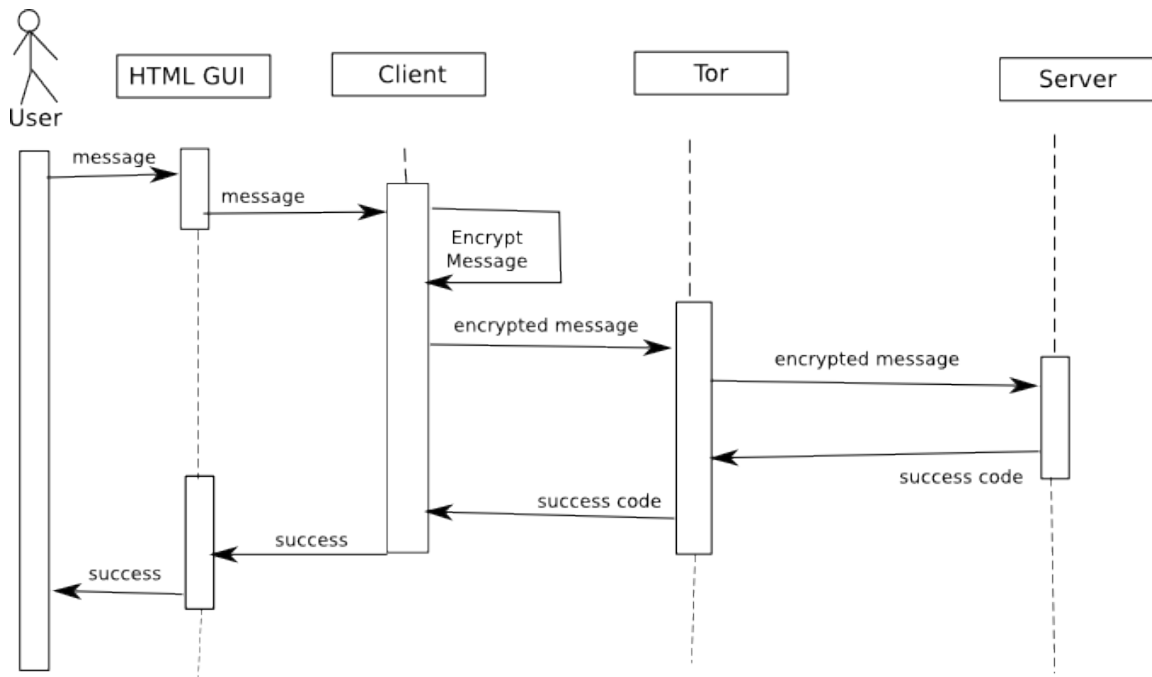 User
HTML GUI
Client
Tor
Server
message
message
Encrypt
Message
encrypted message
encrypted message
success code
success code
success
success